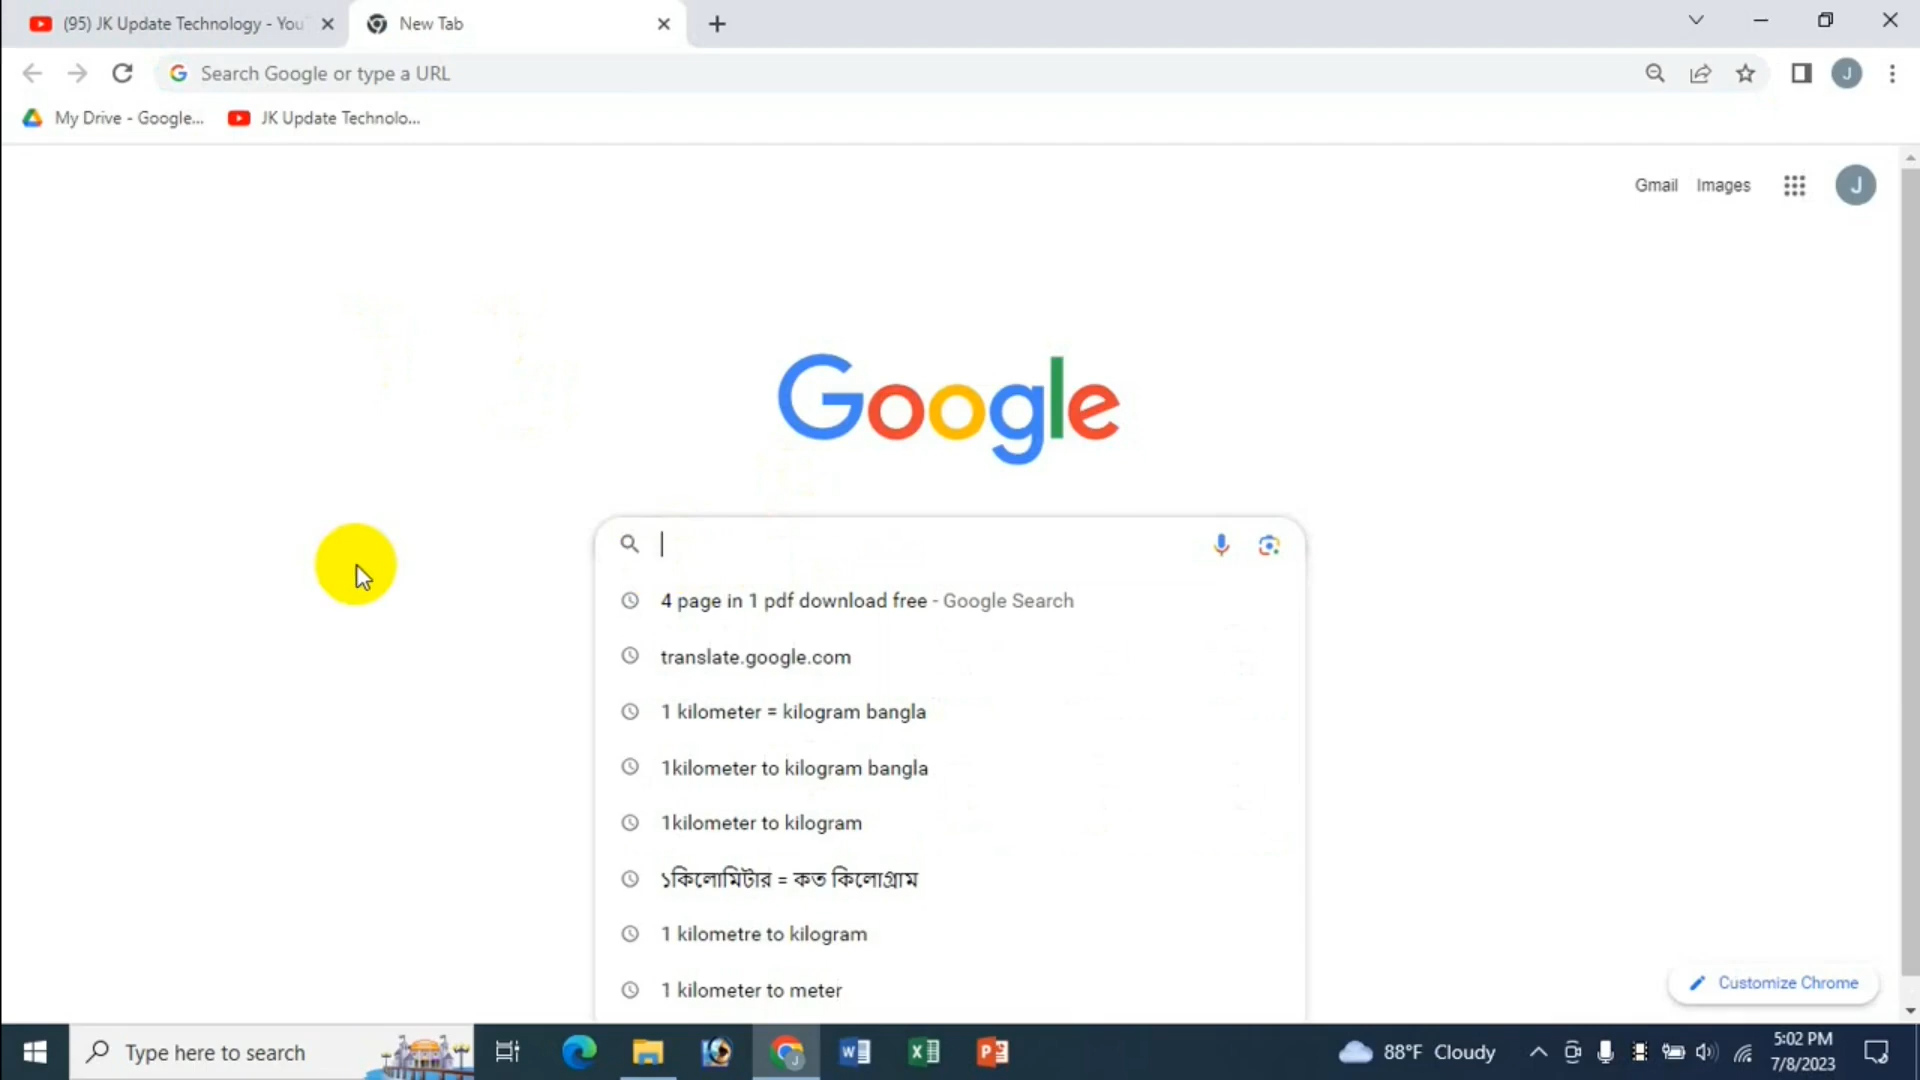 (95) JK Update Technology - You
New Tab
Search Google or type a URL
J
My Drive - Google...
JK Update Technolo...
Gmail
Images
J
Google
4 page in 1 pdf download free - Google Search
translate.google.com
1 kilometer = kilogram bangla
1kilometer to kilogram bangla
1kilometer to kilogram
১কিলোমিটার = কত কিলোগ্রাম
1 kilometre to kilogram
1 kilometer to meter
Customize Chrome
Type here to search
88°F Cloudy
5:02 PM
7/8/2023